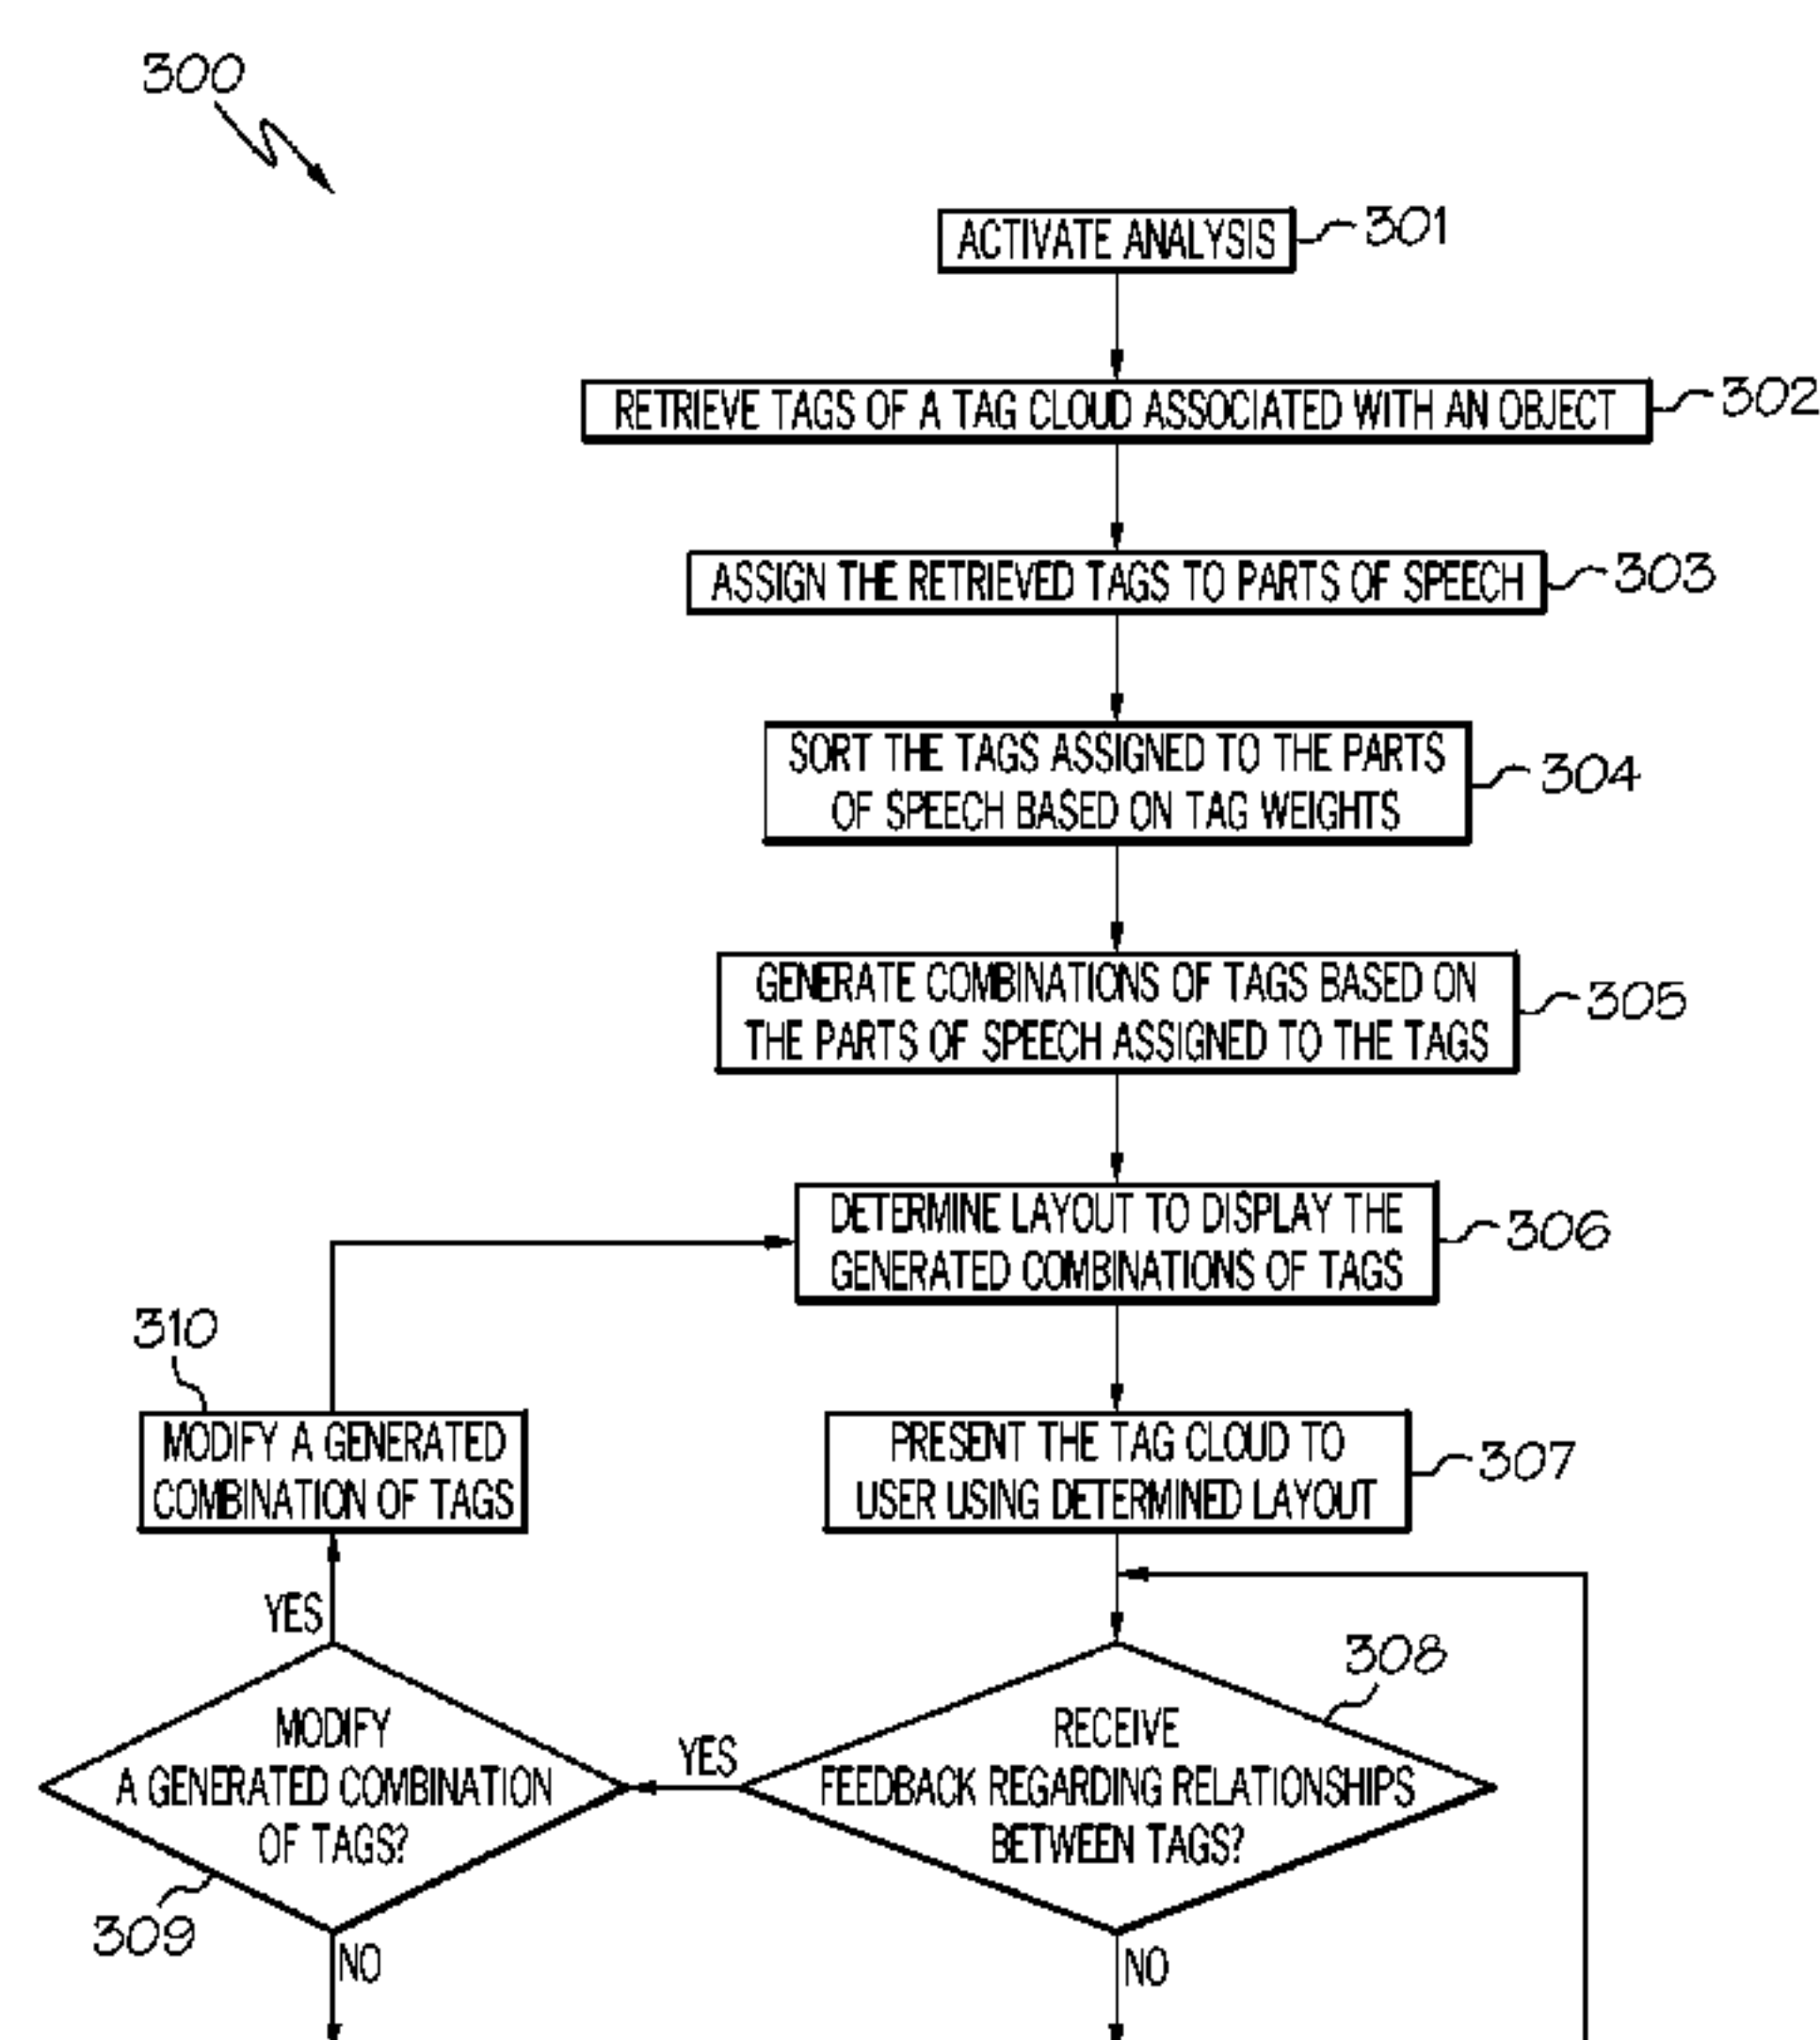 300
ACTIVATE ANALYSIS
301
RETRIEVE TAGS OF A TAG CLOUD ASSOCIATED WITH AN OBJECT
302
ASSIGN THE RETRIEVED TAGS TO PARTS OF SPEECH
303
SORT THE TAGS ASSIGNED TO THE PARTS
OF SPEECH BASED ON TAG WEIGHTS
304
GENERATE COMBINATIONS OF TAGS BASED ON
THE PARTS OF SPEECH ASSIGNED TO THE TAGS
305
DETERMINE LAYOUT TO DISPLAY THE
GENERATED COMBINATIONS OF TAGS
306
310
MODIFY A GENERATED
COMBINATION OF TAGS
PRESENT THE TAG CLOUD TO
USER USING DETERMINED LAYOUT
307
YES
308
MODIFY
A GENERATED COMBINATION
OF TAGS?
YES
RECEIVE
FEEDBACK REGARDING RELATIONSHIPS
BETWEEN TAGS?
309
NO
NO